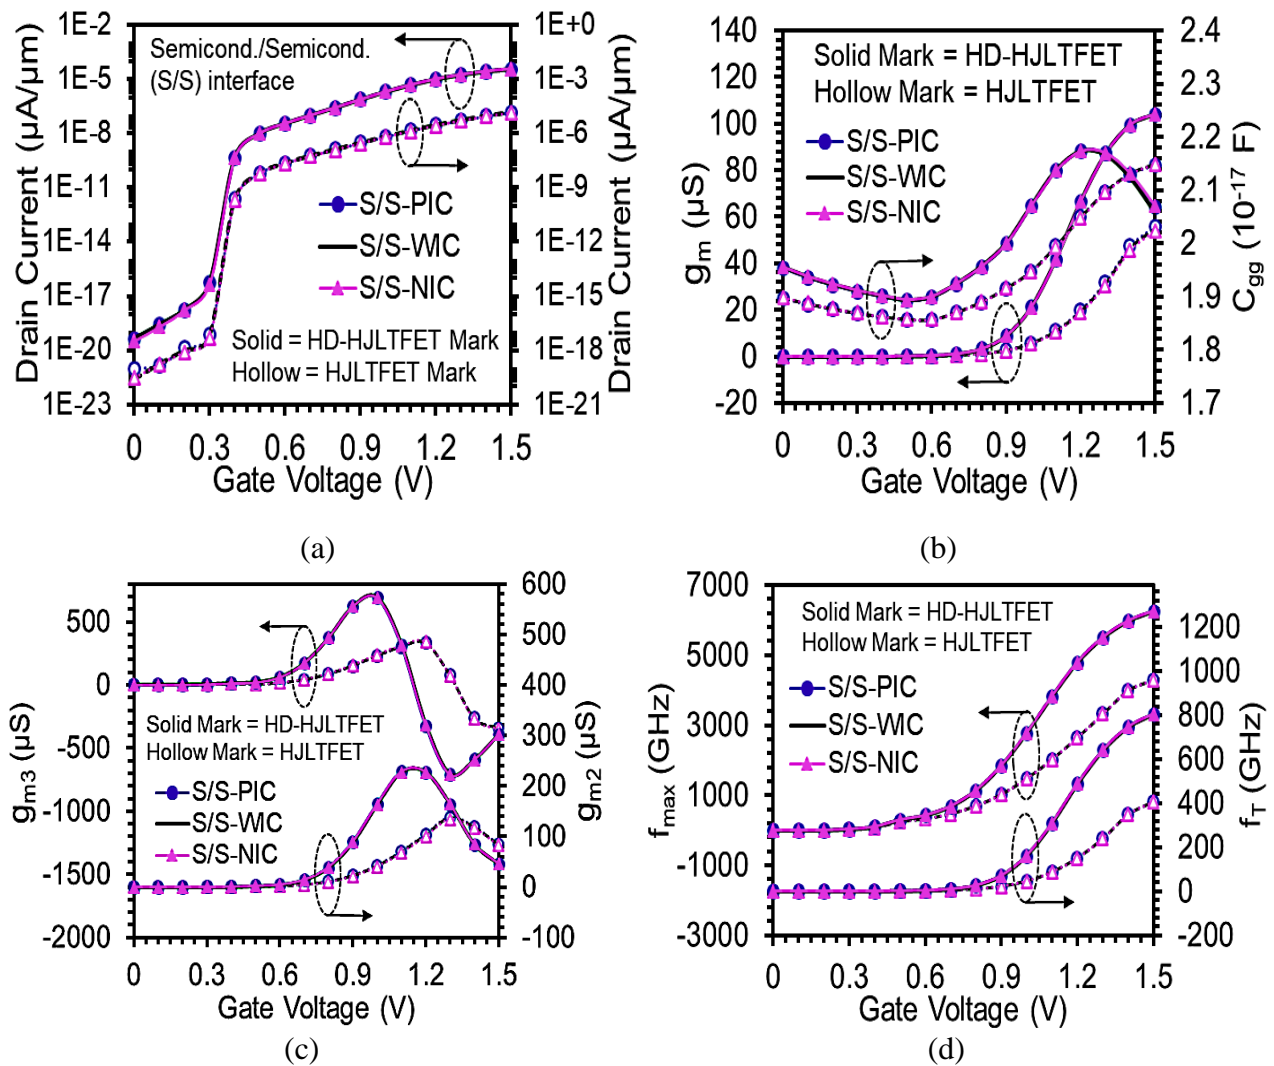 1E-2
1E-5
1E-8
1E-11
1E-14
1E-17
1E-20
1E-23
Drain Current (µA/µm)
Semicond./Semicond.
(S/S) interface
S/S-PIC
S/S-WIC
S/S-NIC
Solid = HD-HJLTFET Mark
Hollow = HJLTFET Mark
1E+0
1E-3
1E-6
1E-9
1E-12
1E-15
1E-18
1E-21
Drain Current (µA/µm)
0 0.3 0.6 0.9 1.2 1.5
Gate Voltage (V)
(a)
140
120
100
80
60
40
20
0
-20
gm (µS)
Solid Mark = HD-HJLTFET
Hollow Mark = HJLTFET
S/S-PIC
S/S-WIC
S/S-NIC
2.4
2.3
2.2
2.1
2
1.9
1.8
1.7
Cgg (10-17 F)
0 0.3 0.6 0.9 1.2 1.5
Gate Voltage (V)
(b)
500
0
-500
-1000
-1500
-2000
gm3 (µS)
Solid Mark = HD-HJLTFET
Hollow Mark = HJLTFET
S/S-PIC
S/S-WIC
S/S-NIC
600
500
400
300
200
100
0
-100
gm2 (µS)
0 0.3 0.6 0.9 1.2 1.5
Gate Voltage (V)
(c)
7000
5000
3000
1000
-1000
-3000
fmax (GHz)
Solid Mark = HD-HJLTFET
Hollow Mark = HJLTFET
S/S-PIC
S/S-WIC
S/S-NIC
1200
1000
800
600
400
200
0
-200
fT (GHz)
0 0.3 0.6 0.9 1.2 1.5
Gate Voltage (V)
(d)